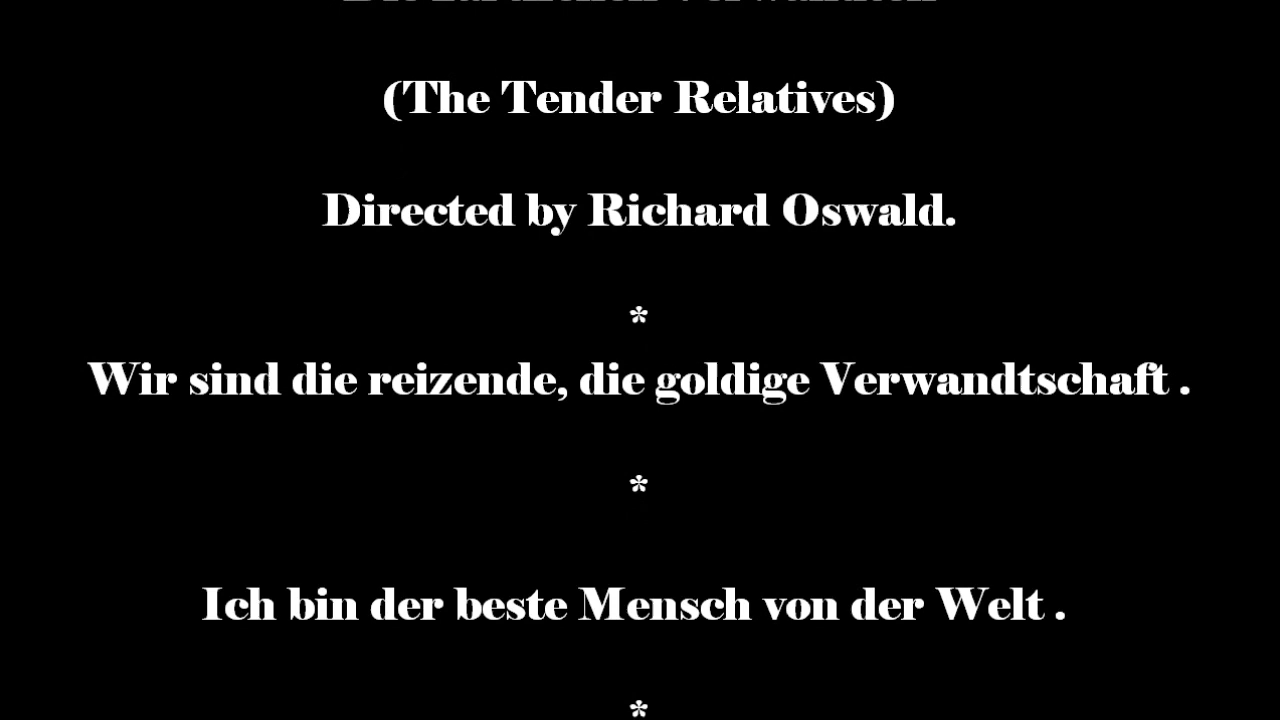 (The Tender Relatives)
Directed by Richard Oswald.
*
Wir sind die reizende, die goldige Verwandtschaft .
*
Ich bin der beste Mensch von der Welt .
*